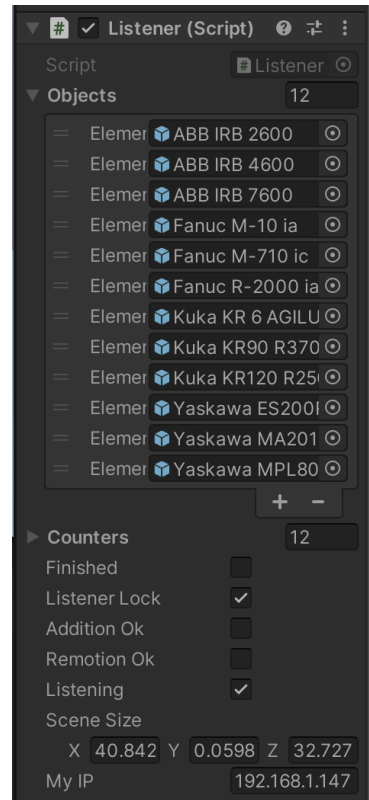 # Listener (Script)
Script # Listener
Objects 12
Elemer ABB IRB 2600
Elemer ABB IRB 4600
Elemer ABB IRB 7600
Elemer Fanuc M-10 ia
Elemer Fanuc M-710 ic
Elemer Fanuc R-2000 ia
Elemer Kuka KR 6 AGILU
Elemer Kuka KR90 R370
Elemer Kuka KR120 R25
Elemer Yaskawa ES200
Elemer Yaskawa MA201
Elemer Yaskawa MPL80
+ −
Counters 12
Finished
Listener Lock
Addition Ok
Remotion Ok
Listening
Scene Size
X 40.842 Y 0.0598 Z 32.727
My IP 192.168.1.147